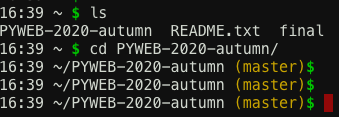 16:39 ~ $ ls
PYWEB-2020-autumn  README.txt  final
16:39 ~ $ cd PYWEB-2020-autumn/
16:39 ~/PYWEB-2020-autumn (master)$
16:39 ~/PYWEB-2020-autumn (master)$
16:39 ~/PYWEB-2020-autumn (master)$